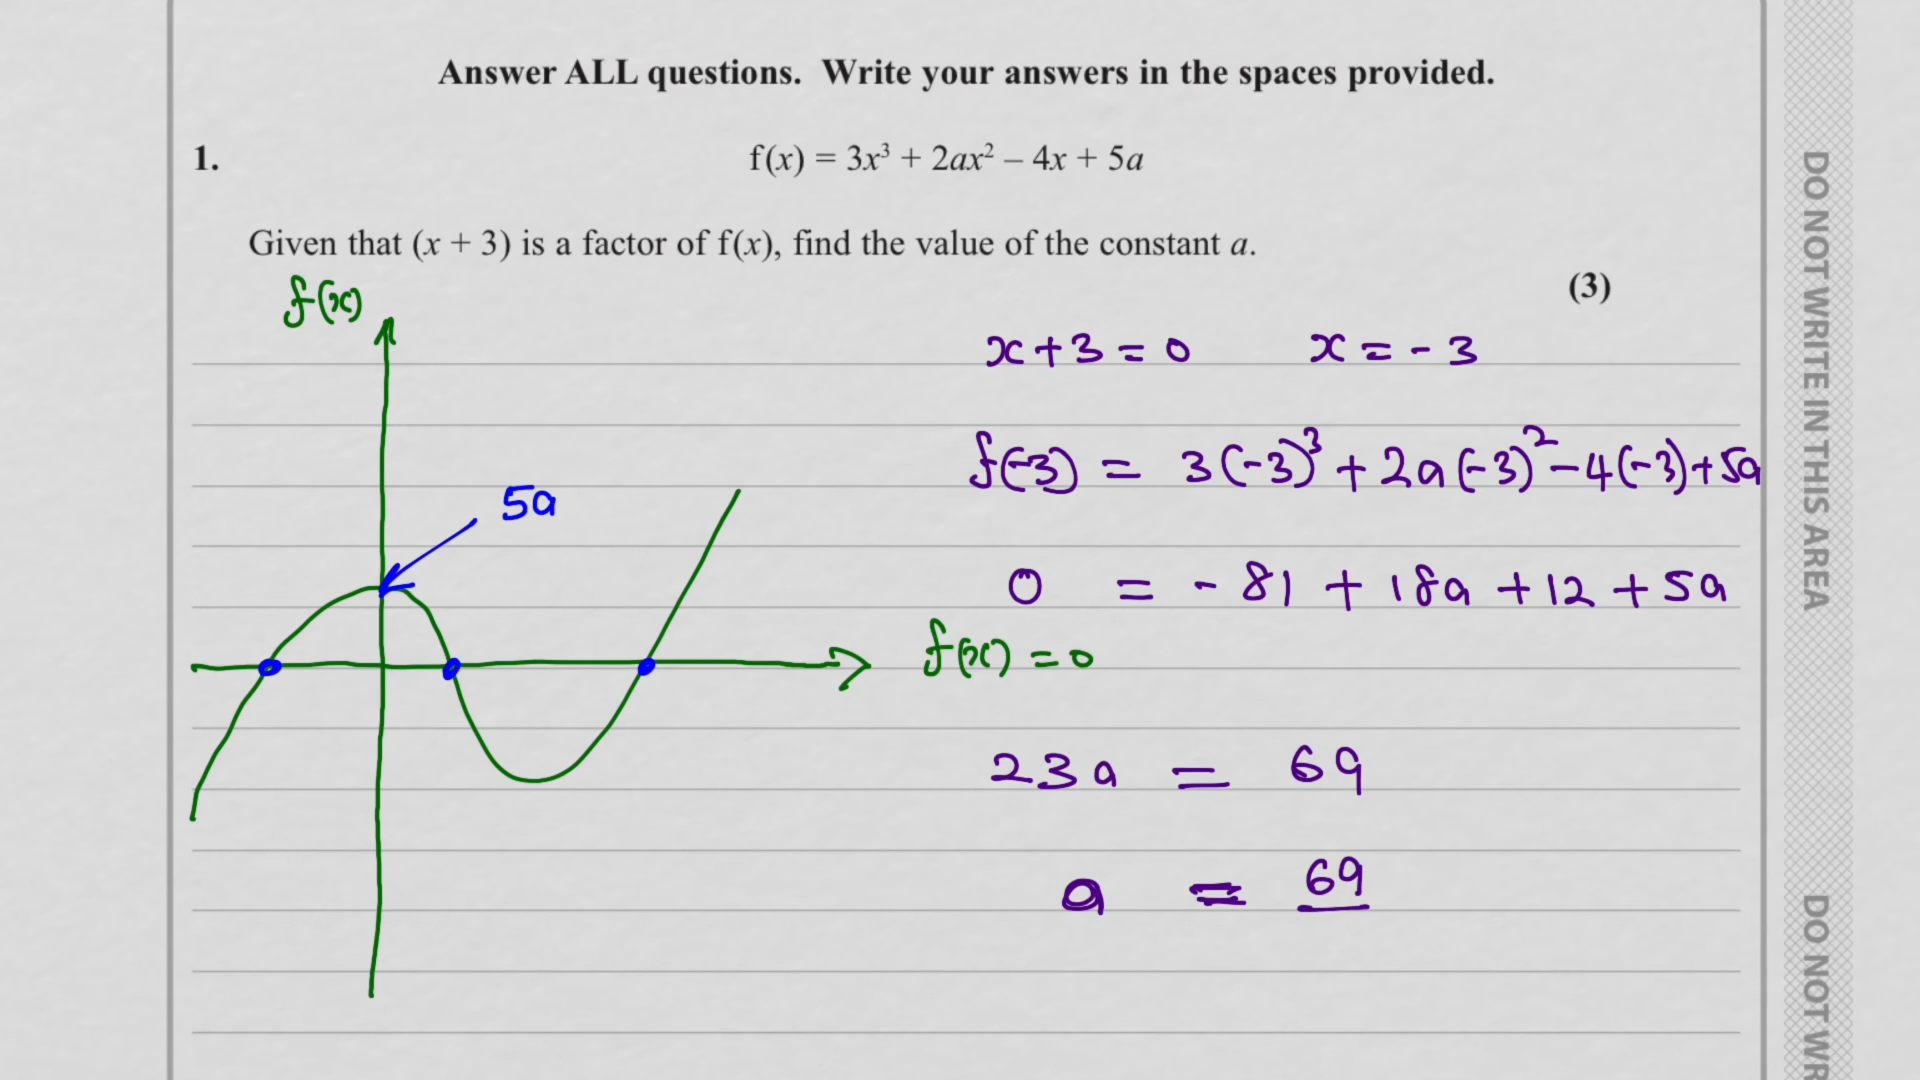 Answer ALL questions. Write your answers in the spaces provided.
1.
f(x) = 3x³ + 2ax² – 4x + 5a
Given that (x + 3) is a factor of f(x), find the value of the constant a.
(3)
f(x)
x+3=0 x=-3
f(-3) = 3(-3)³+2a(-3)²-4(-3)+5a
5a
0 = -81+18a+12+5a
f(x)=0
23a = 69
a = 69
DO NOT WRITE IN THIS AREA
DO NOT WR